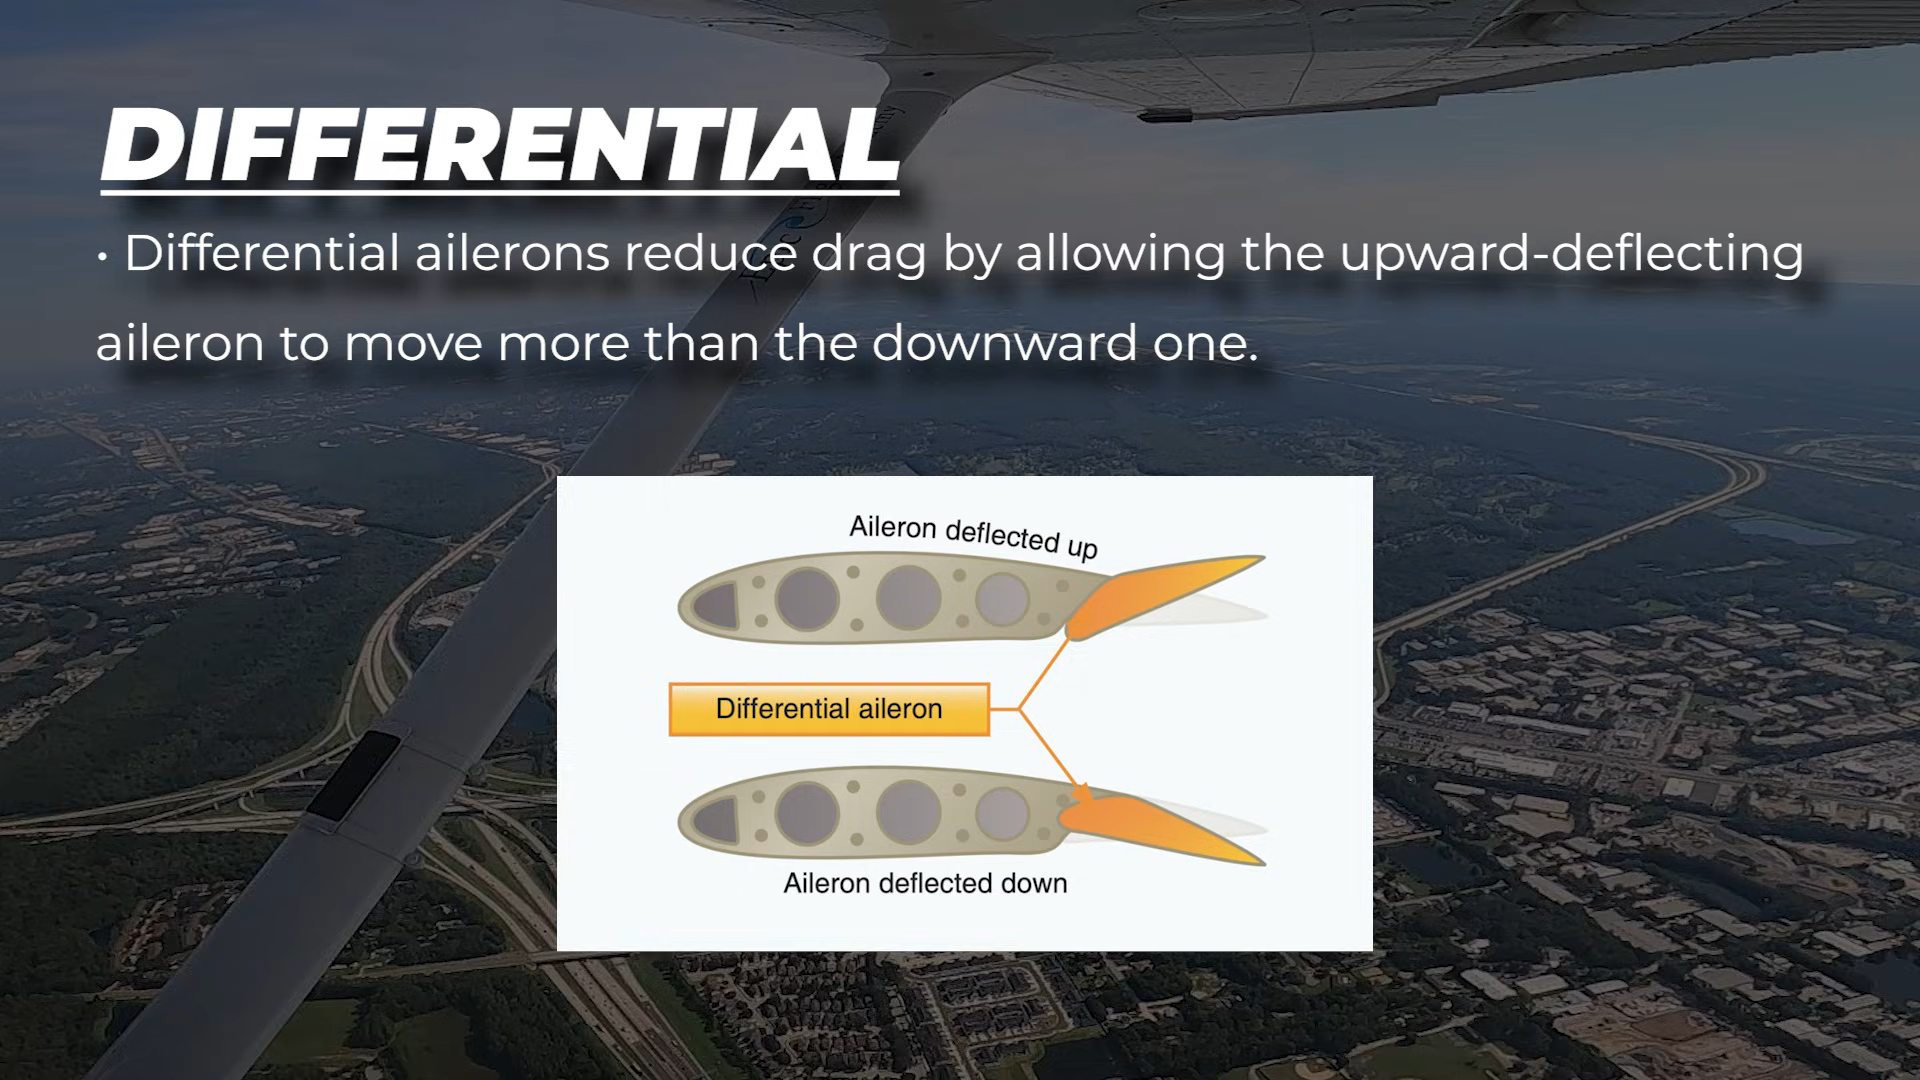 DIFFERENTIAL
• Differential ailerons reduce drag by allowing the upward-deflecting
aileron to move more than the downward one.
Aileron deflected up
Differential aileron
Aileron deflected down